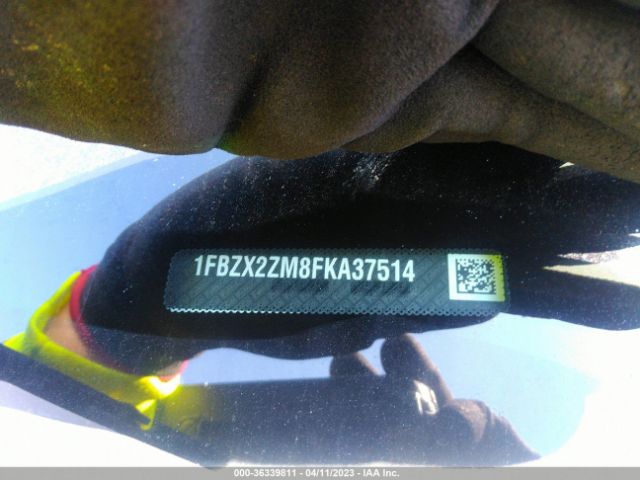 1FBZX2ZM8FKA37514
000-36339811 - 04/11/2023 - IAA Inc.